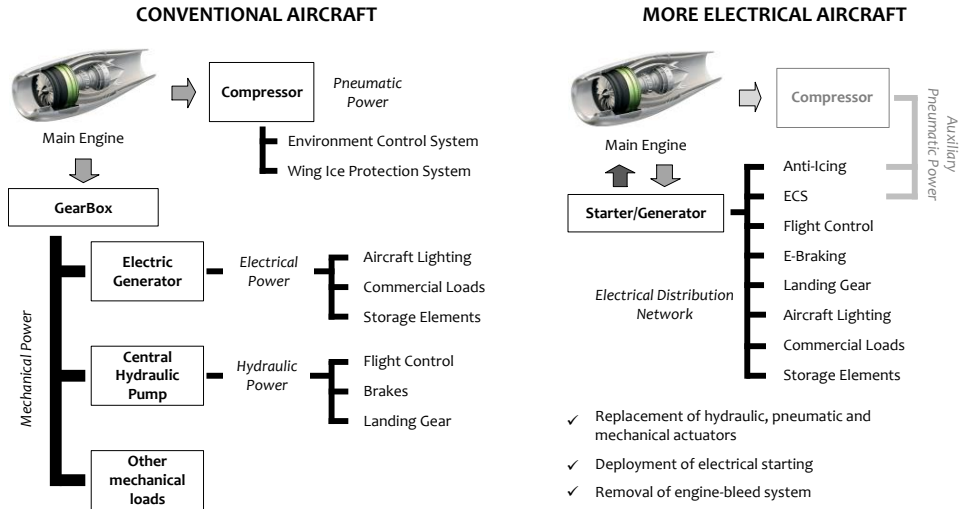 CONVENTIONAL AIRCRAFT
Main Engine
Compressor
Pneumatic
Power
Environment Control System
Wing Ice Protection System
GearBox
Mechanical Power
Electric
Generator
Electrical
Power
Aircraft Lighting
Commercial Loads
Storage Elements
Central
Hydraulic
Pump
Hydraulic
Power
Flight Control
Brakes
Landing Gear
Other
mechanical
loads
MORE ELECTRICAL AIRCRAFT
Main Engine
Compressor
Auxiliary
Pneumatic Power
Starter/Generator
Electrical Distribution
Network
Anti-Icing
ECS
Flight Control
E-Braking
Landing Gear
Aircraft Lighting
Commercial Loads
Storage Elements
✓ Replacement of hydraulic, pneumatic and
mechanical actuators
✓ Deployment of electrical starting
✓ Removal of engine-bleed system